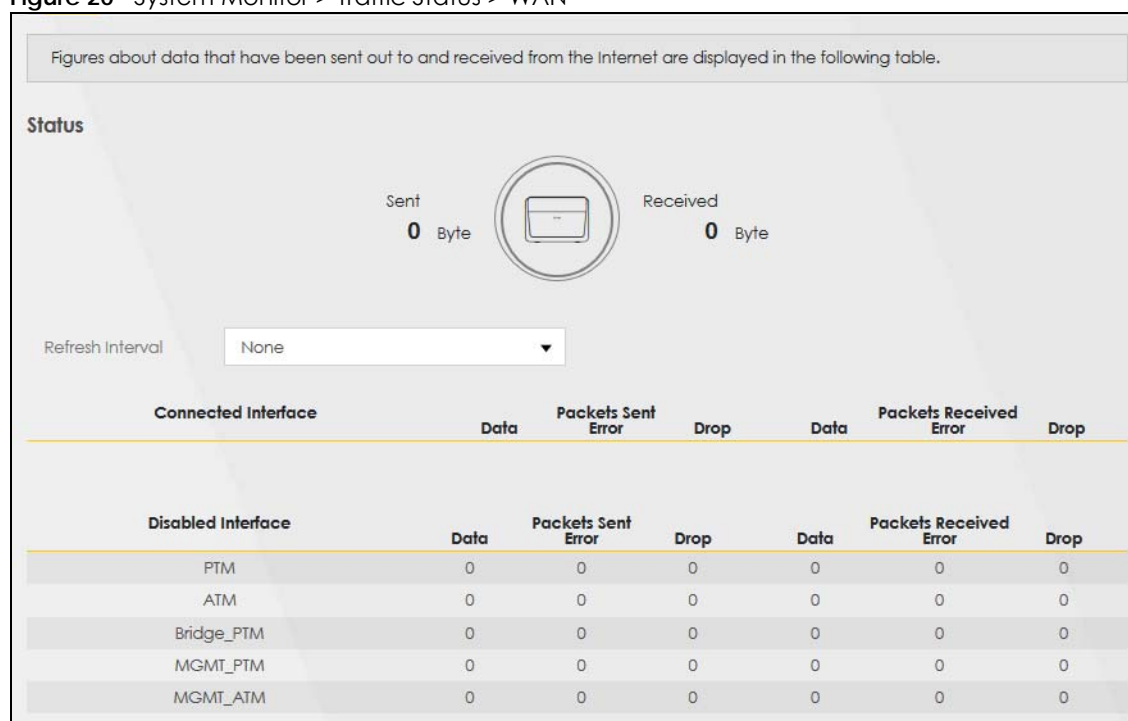 Figure 20 System Monitor > Traffic Status > WAN
Figures about data that have been sent out to and received from the Internet are displayed in the following table.
Status
Sent
0 Byte
Received
0 Byte
Refresh Interval None
Connected Interface Packets Sent Packets Received
Data Error Drop Data Error Drop
Disabled Interface Packets Sent Packets Received
Data Error Drop Data Error Drop
PTM 0 0 0 0 0 0
ATM 0 0 0 0 0 0
Bridge_PTM 0 0 0 0 0 0
MGMT_PTM 0 0 0 0 0 0
MGMT_ATM 0 0 0 0 0 0